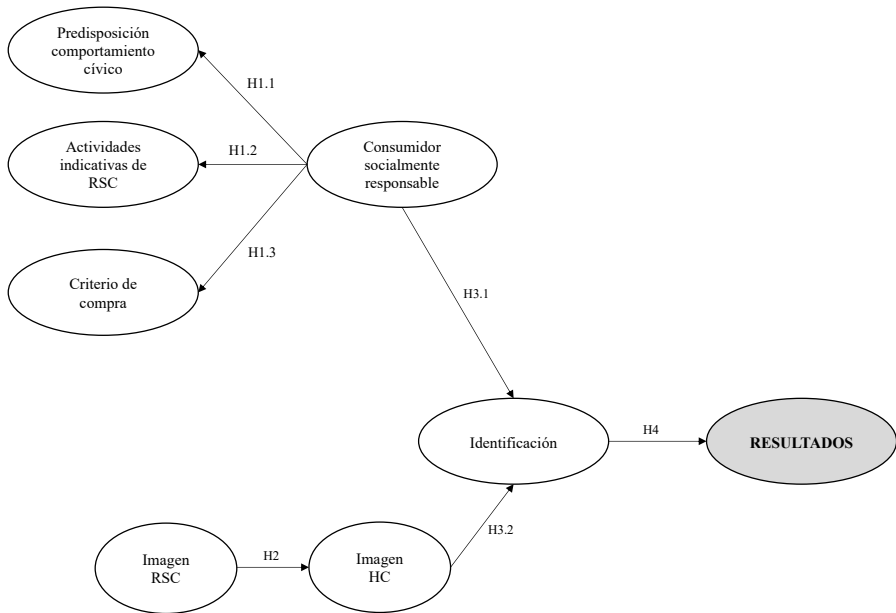 Predisposición
comportamiento
cívico
H1.1
Actividades
indicativas de
RSC
H1.2
Consumidor
socialmente
responsable
H1.3
Criterio de
compra
H3.1
Identificación
H4
RESULTADOS
H3.2
Imagen
RSC
H2
Imagen
HC